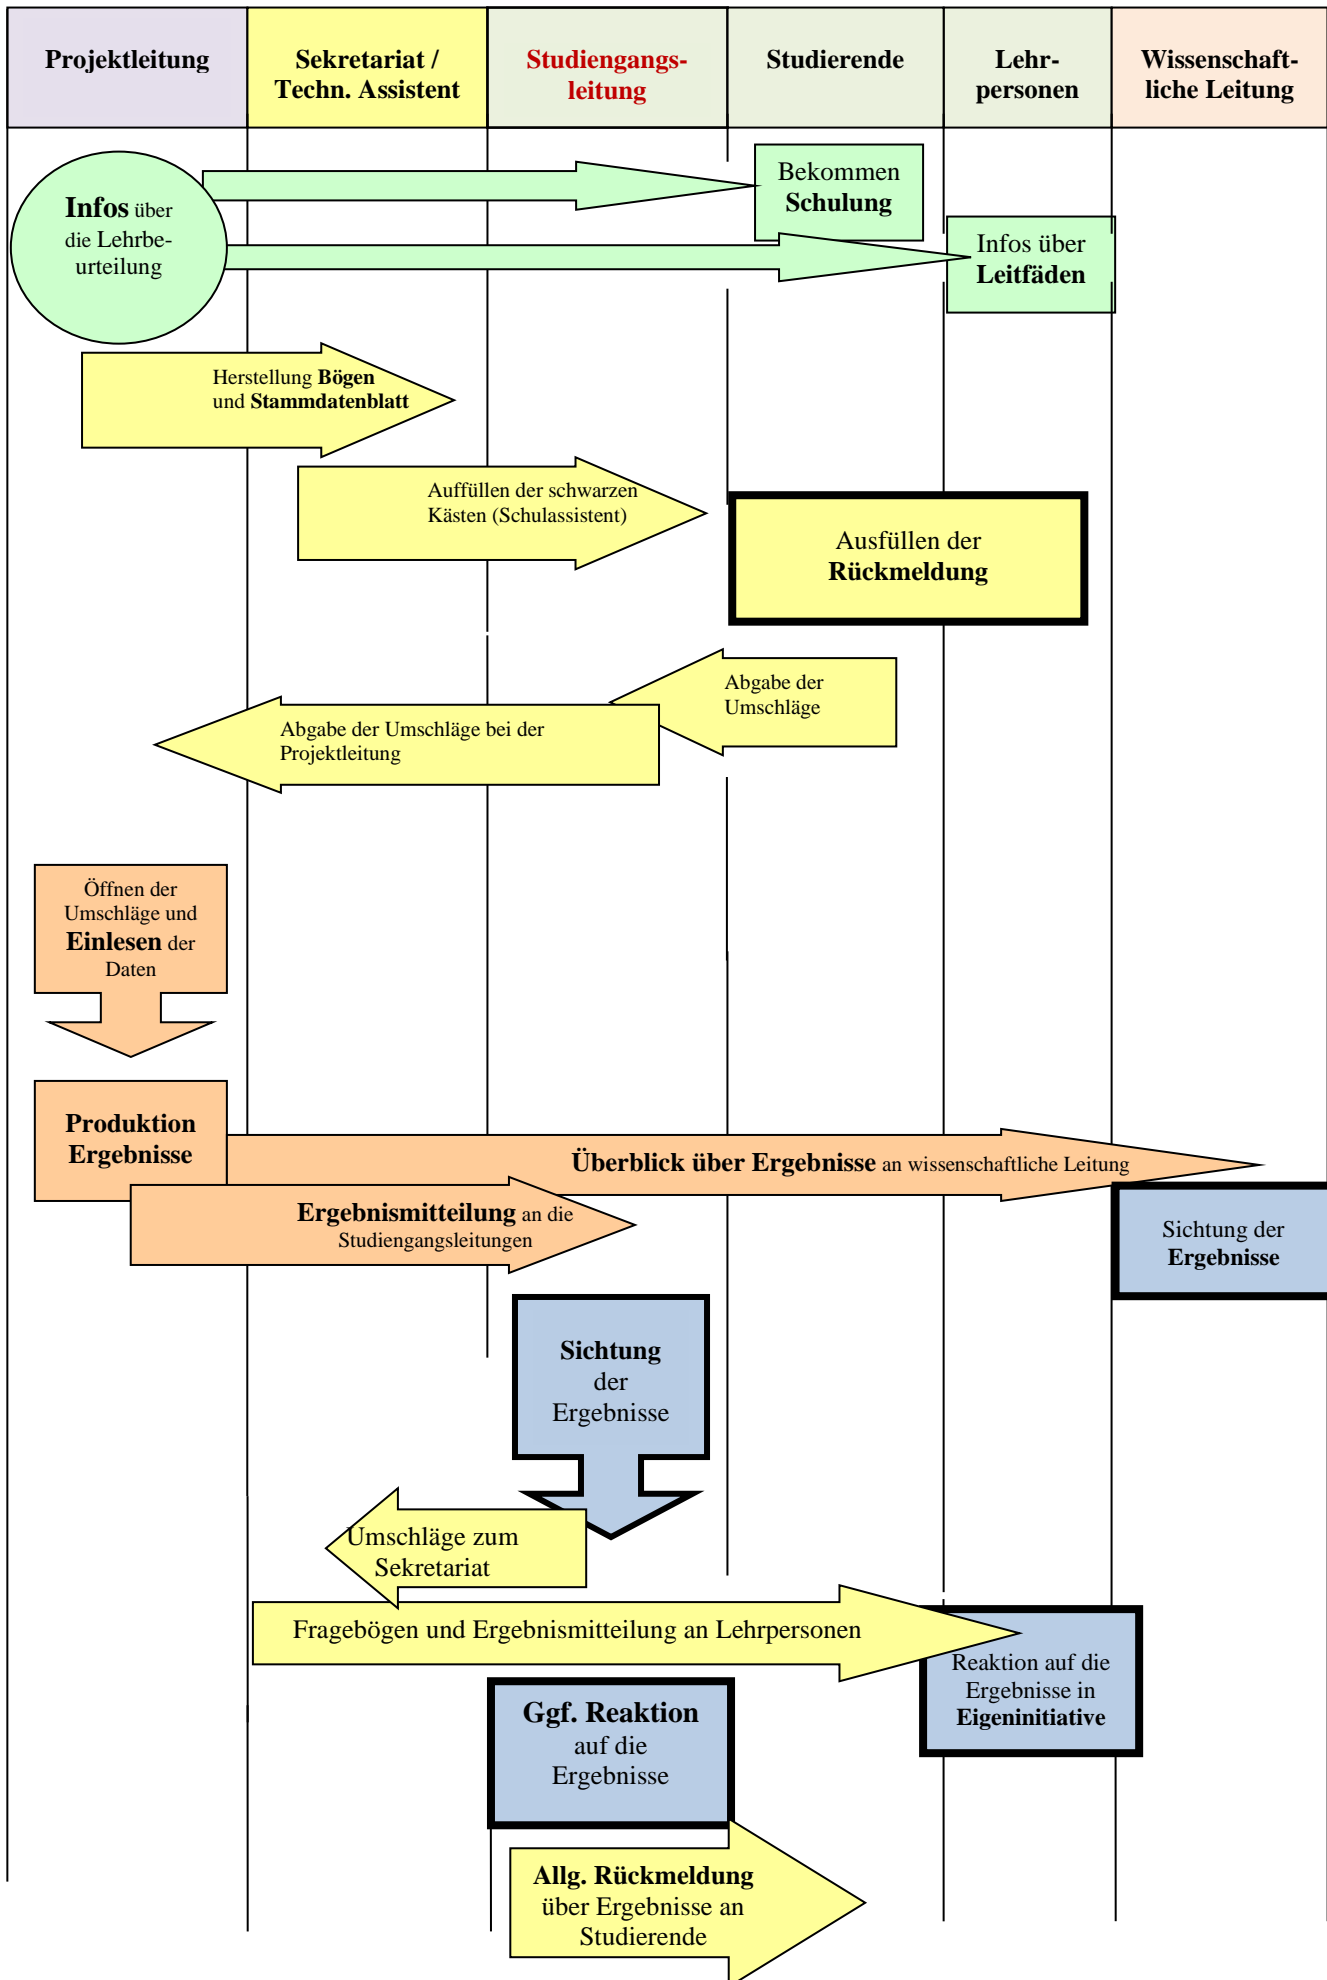 Projektleitung
Sekretariat /
Techn. Assistent
Studiengangs-
leitung
Studierende
Lehr-
personen
Wissenschaft-
liche Leitung
Infos über
die Lehrbe-
urteilung
Bekommen
Schulung
Infos über
Leitfäden
Herstellung Bögen
und Stammdatenblatt
Auffüllen der schwarzen
Kästen (Schulassistent)
Ausfüllen der
Rückmeldung
Abgabe der
Umschläge
Abgabe der Umschläge bei der
Projektleitung
Öffnen der
Umschläge und
Einlesen der
Daten
Produktion
Ergebnisse
Überblick über Ergebnisse an wissenschaftliche Leitung
Ergebnismitteilung an die
Studiengangsleitungen
Sichtung der
Ergebnisse
Sichtung
der
Ergebnisse
Umschläge zum
Sekretariat
Fragebögen und Ergebnismitteilung an Lehrpersonen
Reaktion auf die
Ergebnisse in
Eigeninitiative
Ggf. Reaktion
auf die
Ergebnisse
Allg. Rückmeldung
über Ergebnisse an
Studierende